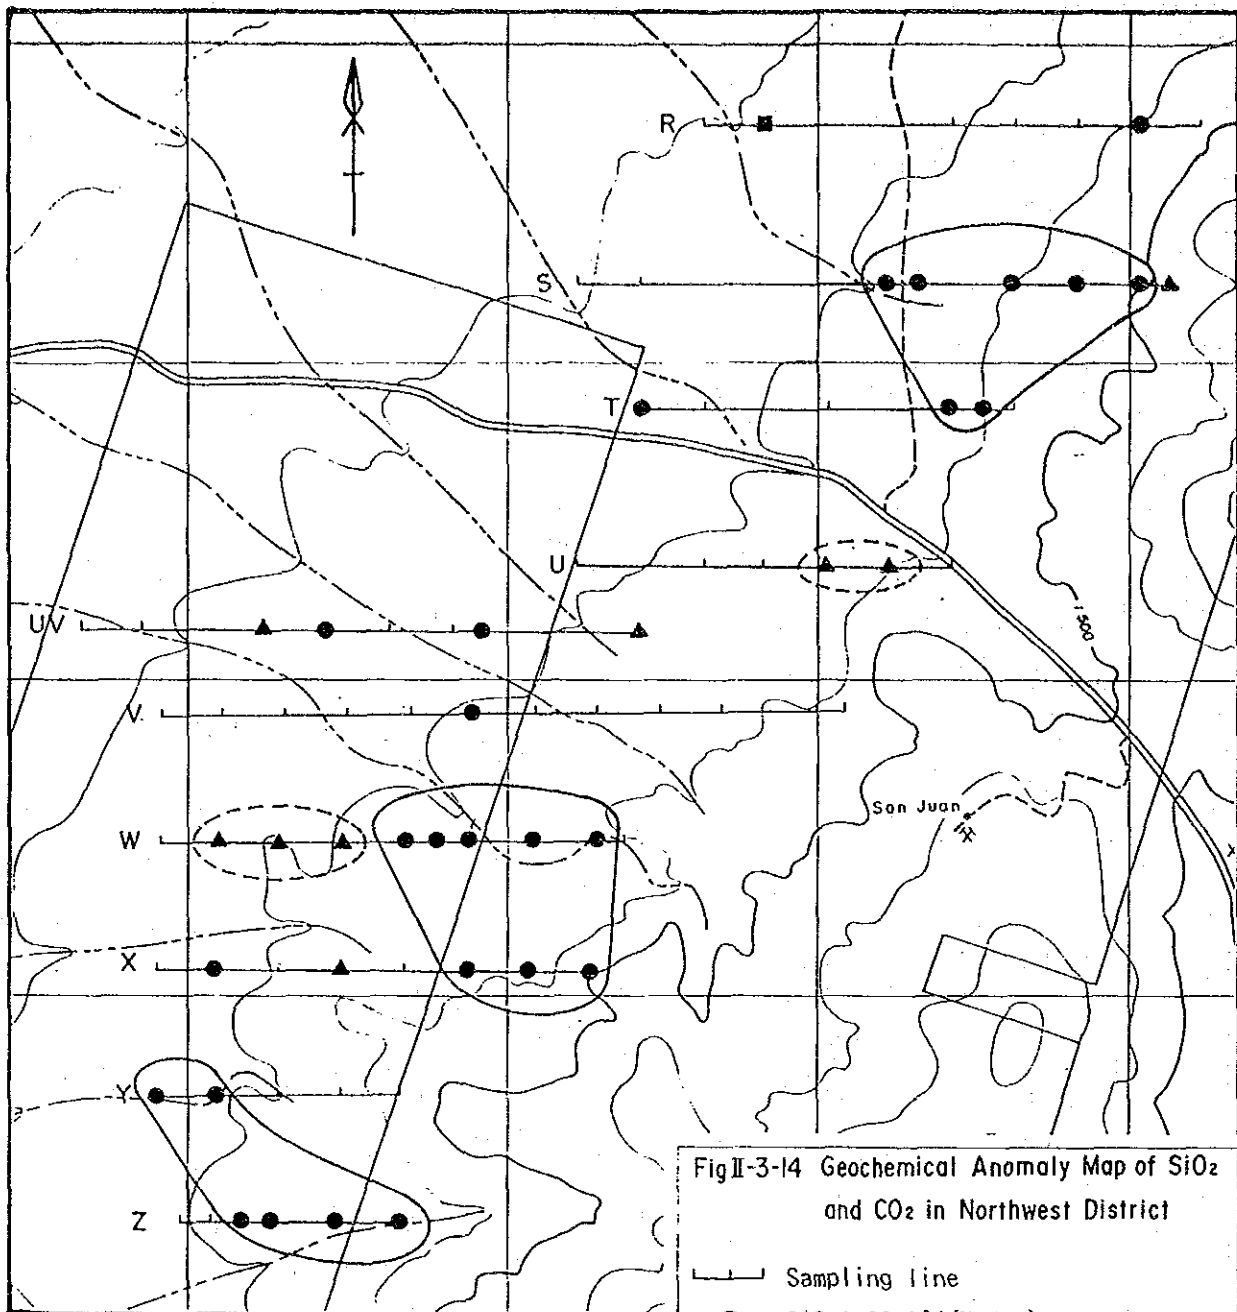 R
S
T
U
UV
1500
V
San Juan
W
X
Y
Z
Fig II-3-14 Geochemical Anomaly Map of SiO2
and CO2 in Northwest District
Sampling line